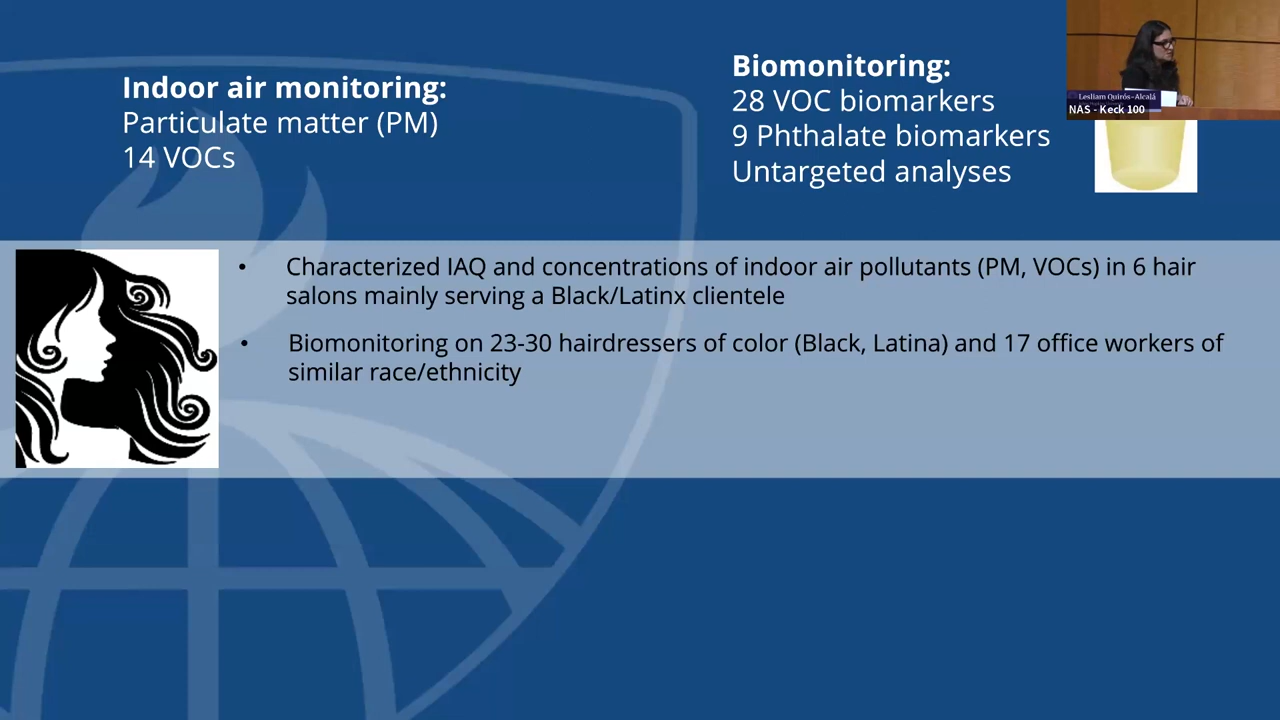 Indoor air monitoring:
Particulate matter (PM)
14 VOCs
Biomonitoring:
28 VOC biomarkers
9 Phthalate biomarkers
Untargeted analyses
Lesliam Quirós-Alcalá
NAS - Keck 100
• Characterized IAQ and concentrations of indoor air pollutants (PM, VOCs) in 6 hair
salons mainly serving a Black/Latinx clientele
• Biomonitoring on 23-30 hairdressers of color (Black, Latina) and 17 office workers of
similar race/ethnicity